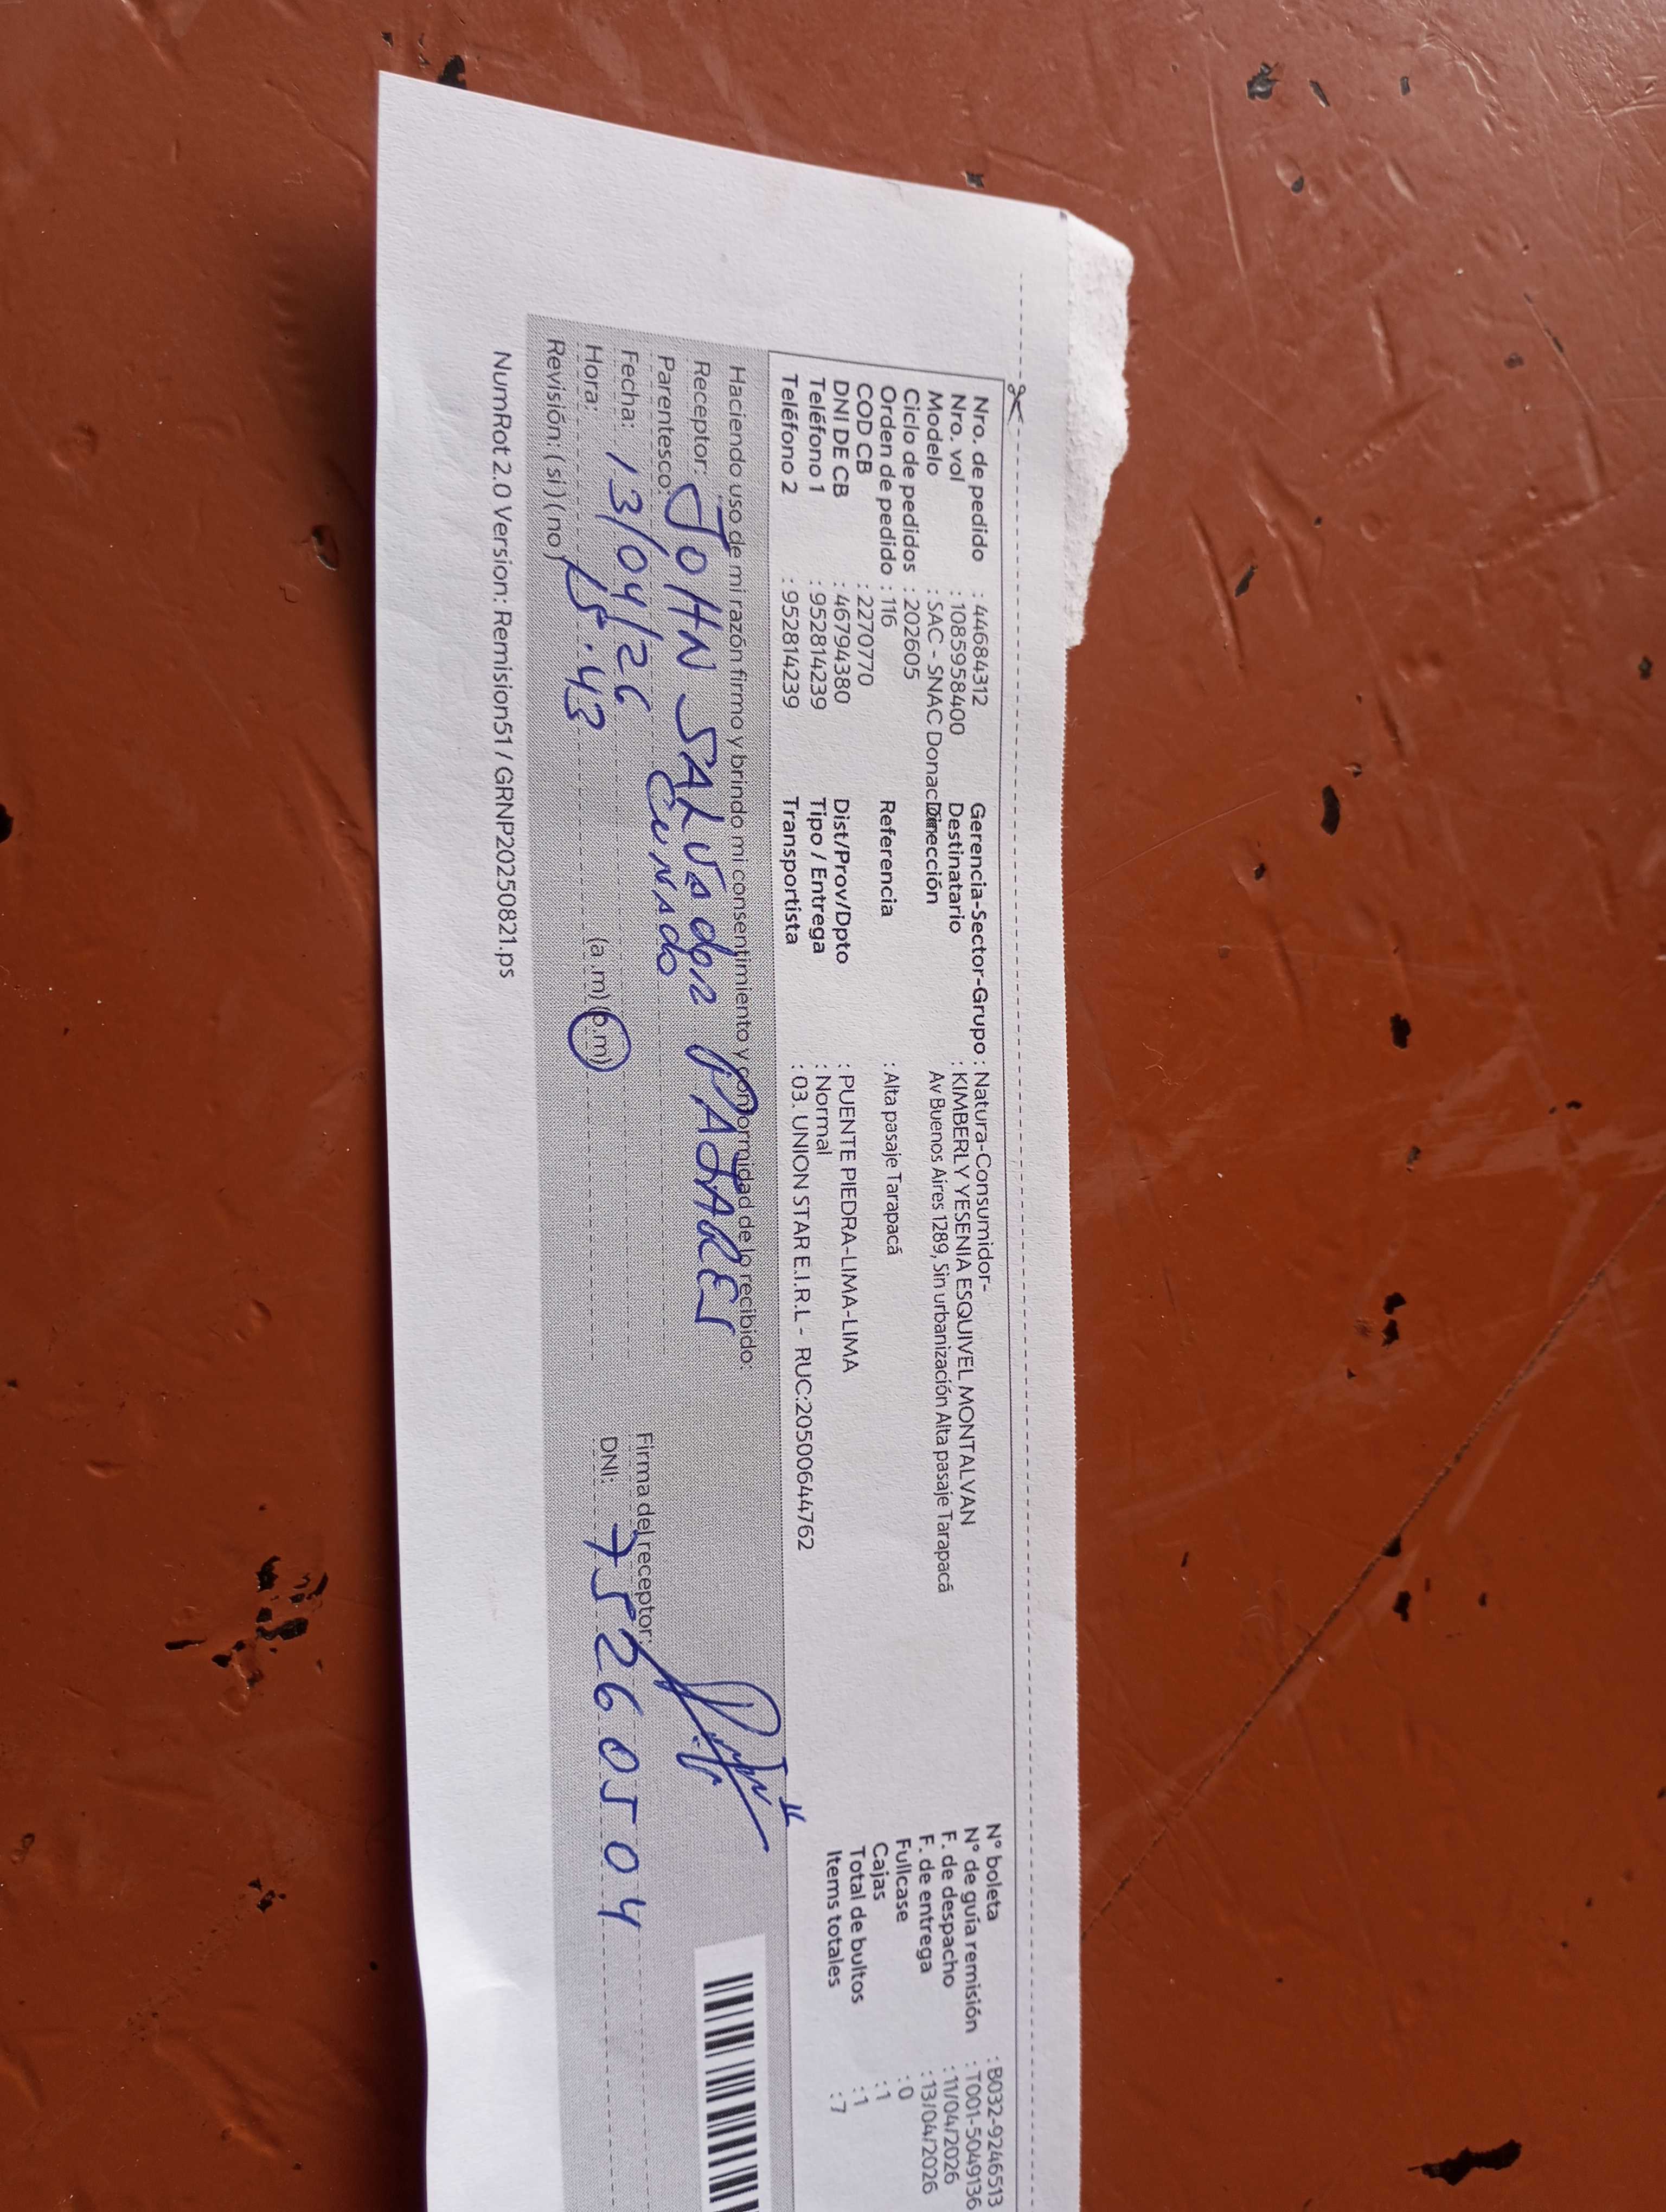 Nro. de pedido : 44684312
Nro. vol : 1085958400
Modelo : SAC - SNAC Donac
Ciclo de pedidos : 202605
Orden de pedido : 116
COD CB : 2270770
DNI DE CB : 46794380
Teléfono 1 : 952814239
Teléfono 2 : 952814239
Gerencia-Sector-Grupo : Natura-Consumidor-
Destinatario : KIMBERLY YESENIA ESQUIVEL MONTALVAN
Dirección Av Buenos Aires 1289, Sin urbanización Alta pasaje Tarapacá
Referencia : Alta pasaje Tarapacá
Dist/Prov/Dpto : PUENTE PIEDRA-LIMA-LIMA
Tipo / Entrega : Normal
Transportista : 03. UNION STAR E.I.R.L - RUC:20500644762
N° boleta : B032-9246513
N° de guía remisión : T001-5049136
F. de despacho : 11/04/2026
F. de entrega : 13/04/2026
Fullcase : 0
Cajas : 1
Total de bultos : 1
Items totales : 7
Haciendo uso de mi razón firmo y brindo mi consentimiento y conformidad de lo recibido:
Receptor: JOHN SALVAdoR PAJARES
Parentesco: Cuñado
Fecha: 13/04/26
Hora: 15:43 (a .m) (p.m)
Revisión: ( si ) ( no )
Firma del receptor:
DNI: 75260504
NumRot 2.0 Version: Remision51 / GRNP20250821.ps